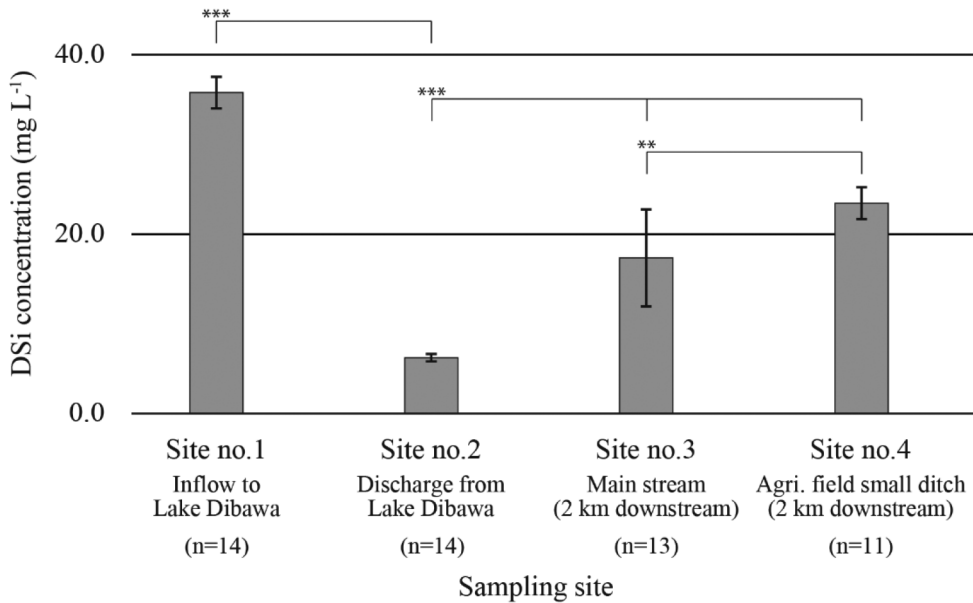 ***
40.0
***
**
20.0
0.0
DSi concentration (mg L-1)
Site no.1
Inflow to
Lake Dibawa
(n=14)
Site no.2
Discharge from
Lake Dibawa
(n=14)
Site no.3
Main stream
(2 km downstream)
(n=13)
Site no.4
Agri. field small ditch
(2 km downstream)
(n=11)
Sampling site